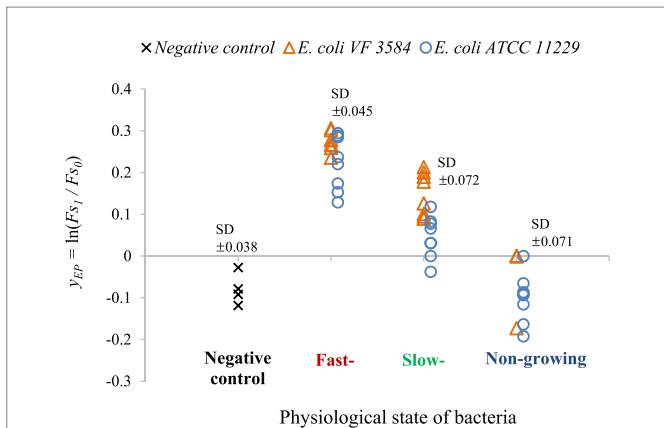 Negative control E. coli VF 3584 E. coli ATCC 11229
0.4
0.3
0.2
0.1
0
-0.1
-0.2
-0.3
y_EP = ln(Fs_1 / Fs_0)
SD
±0.038
SD
±0.045
SD
±0.072
SD
±0.071
Negative
control
Fast-
Slow-
Non-growing
Physiological state of bacteria